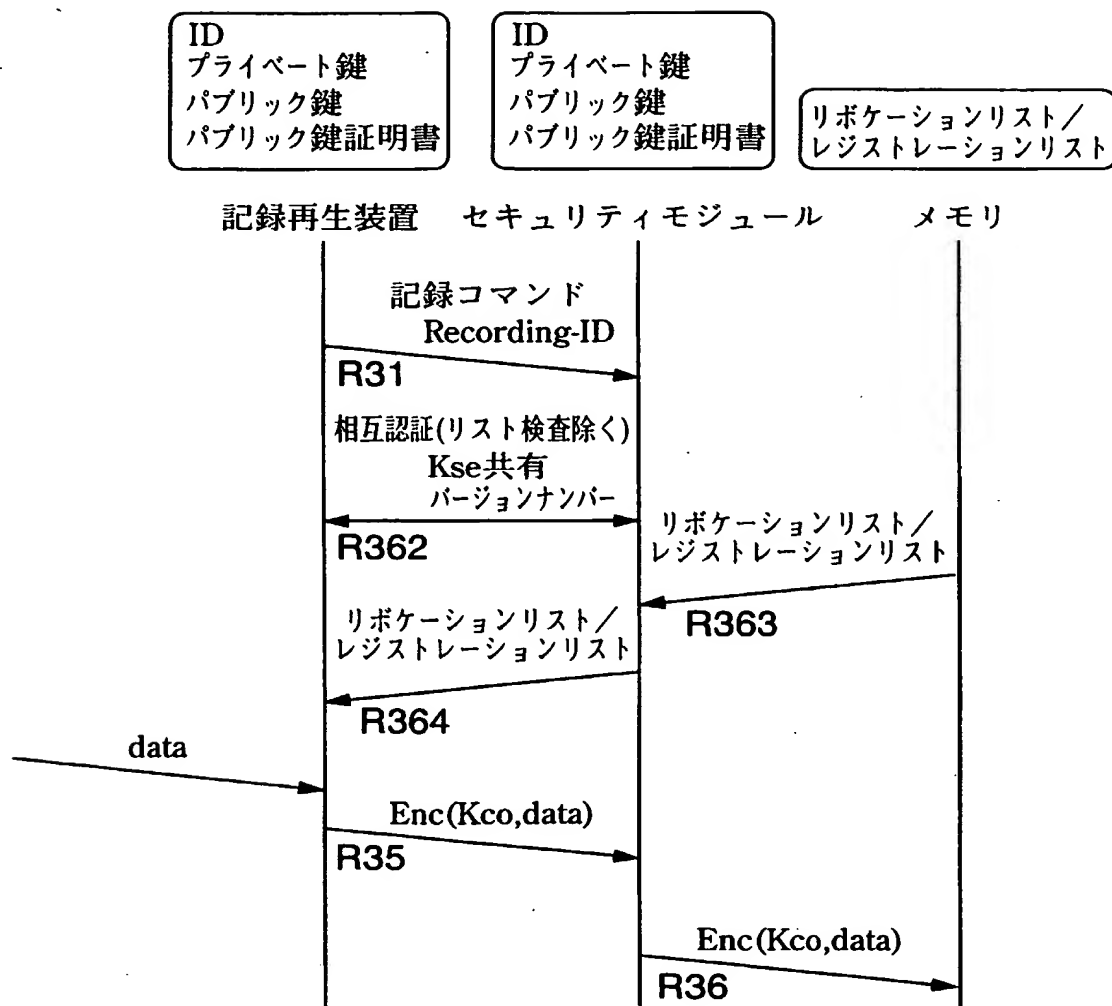 ID
プライベート鍵
パブリック鍵
パブリック鍵証明書
ID
プライベート鍵
パブリック鍵
パブリック鍵証明書
リボケーションリスト／
レジストレーションリスト
記録再生装置
セキュリティモジュール
メモリ
記録コマンド
Recording-ID
R31
相互認証(リスト検査除く)
Kse共有
バージョンナンバー
R362
リボケーションリスト／
レジストレーションリスト
R363
リボケーションリスト／
レジストレーションリスト
R364
data
Enc(Kco,data)
R35
Enc(Kco,data)
R36